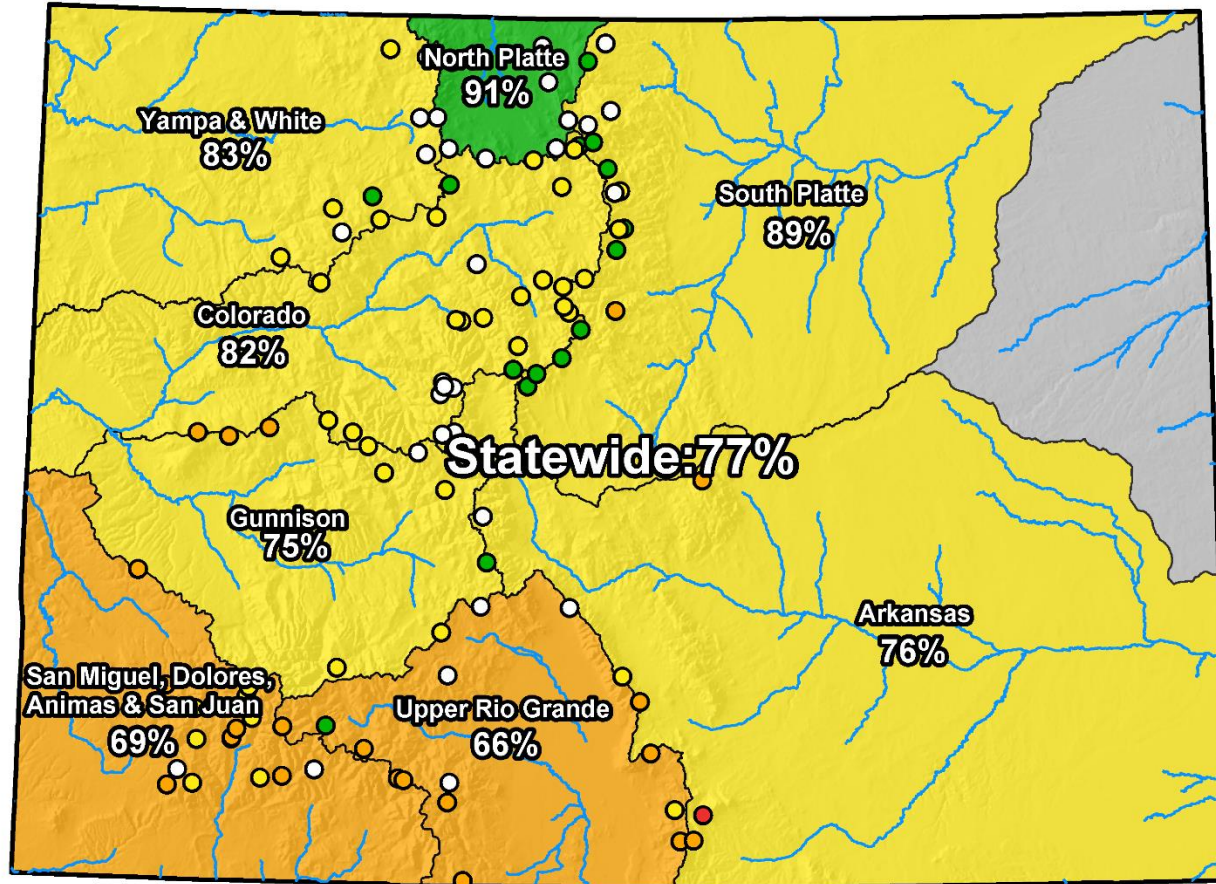 North Platte
91%
Yampa & White
83%
South Platte
89%
Colorado
82%
Statewide:77%
Gunnison
75%
Arkansas
76%
San Miguel, Dolores,
Animas & San Juan
69%
Upper Rio Grande
66%